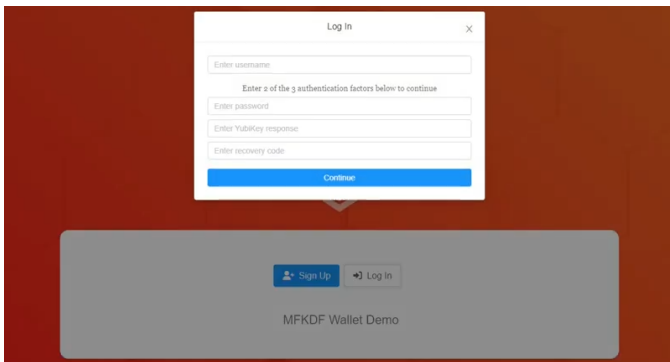 Log In
X
Enter username
Enter 2 of the 3 authentication factors below to continue
Enter password
Enter YubiKey response
Enter recovery code
Continue
Sign Up Log In
MFKDF Wallet Demo